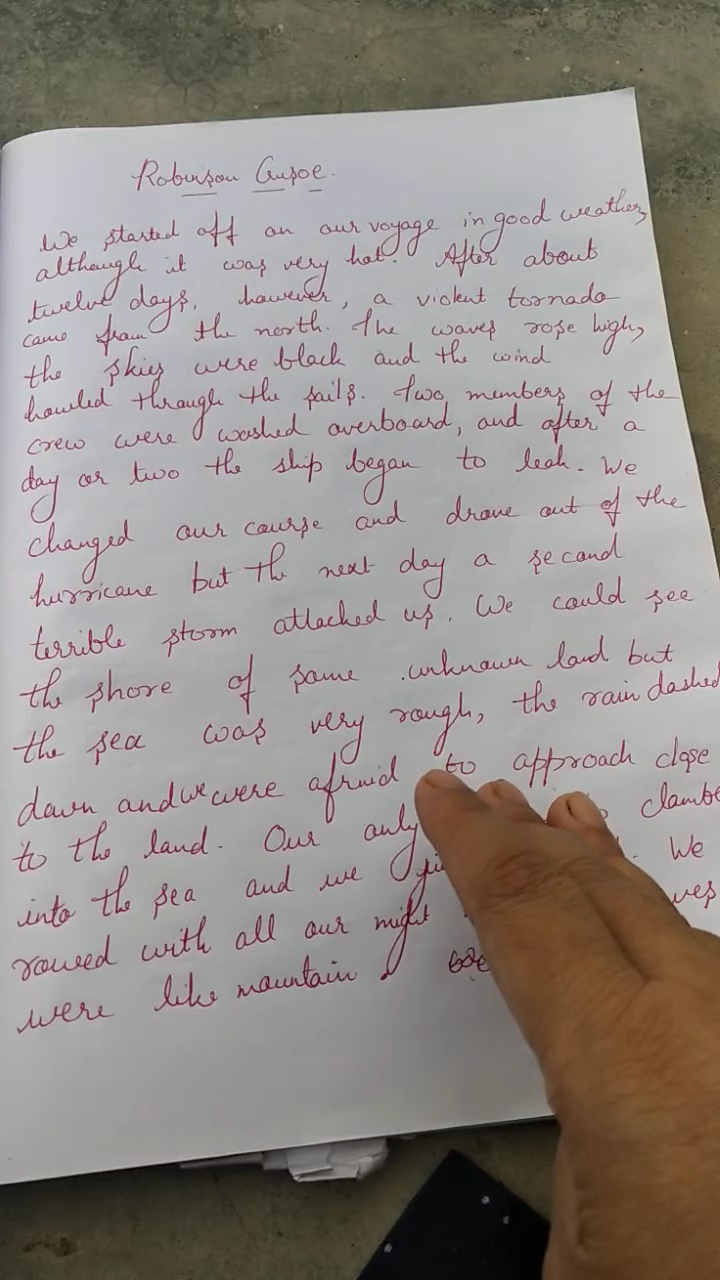 Robinson Crusoe.
We started off on our voyage in good weather,
although it was very hot. After about
twelve days, however, a violent tornado
came from the north. The waves rose high,
the skies were black and the wind
howled through the sails. Two members of the
crew were washed overboard, and after a
day or two the ship began to leak. We
changed our course and drove out of the
hurricane but the next day a second
terrible storm attacked us. We could see
the shore of some unknown land but
the sea was very rough, the rain dashed
down and we were afraid to approach close
to the land. Our only
into the sea and we We
rowed with all our might
were like mountain